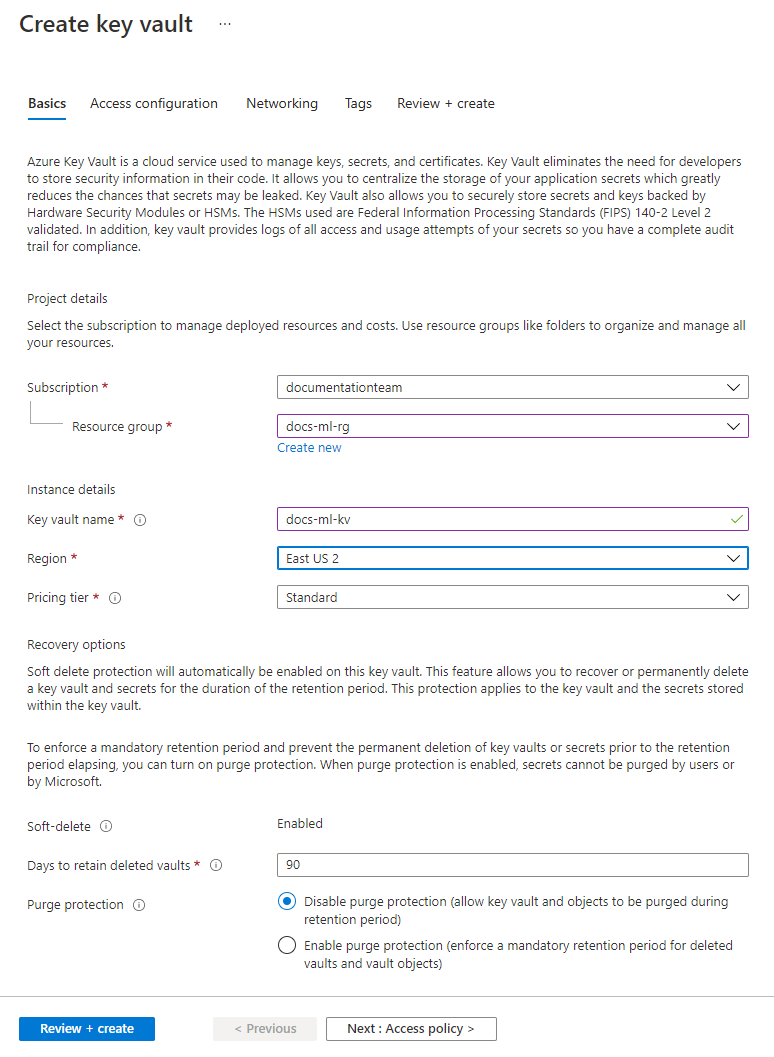 Create key vault ...
Basics Access configuration Networking Tags Review + create
Azure Key Vault is a cloud service used to manage keys, secrets, and certificates. Key Vault eliminates the need for developers
to store security information in their code. It allows you to centralize the storage of your application secrets which greatly
reduces the chances that secrets may be leaked. Key Vault also allows you to securely store secrets and keys backed by
Hardware Security Modules or HSMs. The HSMs used are Federal Information Processing Standards (FIPS) 140-2 Level 2
validated. In addition, key vault provides logs of all access and usage attempts of your secrets so you have a complete audit
trail for compliance.
Project details
Select the subscription to manage deployed resources and costs. Use resource groups like folders to organize and manage all
your resources.
Subscription * documentationteam
Resource group * docs-ml-rg
Create new
Instance details
Key vault name * docs-ml-kv
Region * East US 2
Pricing tier * Standard
Recovery options
Soft delete protection will automatically be enabled on this key vault. This feature allows you to recover or permanently delete
a key vault and secrets for the duration of the retention period. This protection applies to the key vault and the secrets stored
within the key vault.
To enforce a mandatory retention period and prevent the permanent deletion of key vaults or secrets prior to the retention
period elapsing, you can turn on purge protection. When purge protection is enabled, secrets cannot be purged by users or
by Microsoft.
Soft-delete Enabled
Days to retain deleted vaults * 90
Purge protection Disable purge protection (allow key vault and objects to be purged during
retention period)
Enable purge protection (enforce a mandatory retention period for deleted
vaults and vault objects)
Review + create < Previous Next : Access policy >